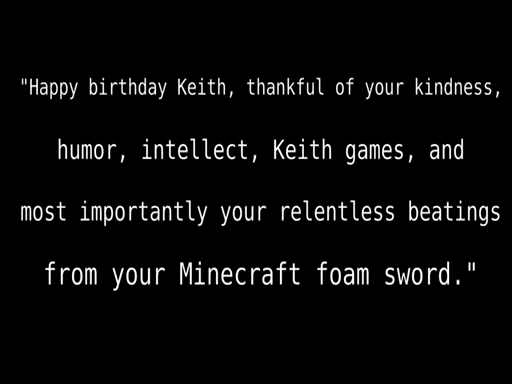 "Happy birthday Keith, thankful of your kindness,
humor, intellect, Keith games, and
most importantly your relentless beatings
from your Minecraft foam sword."